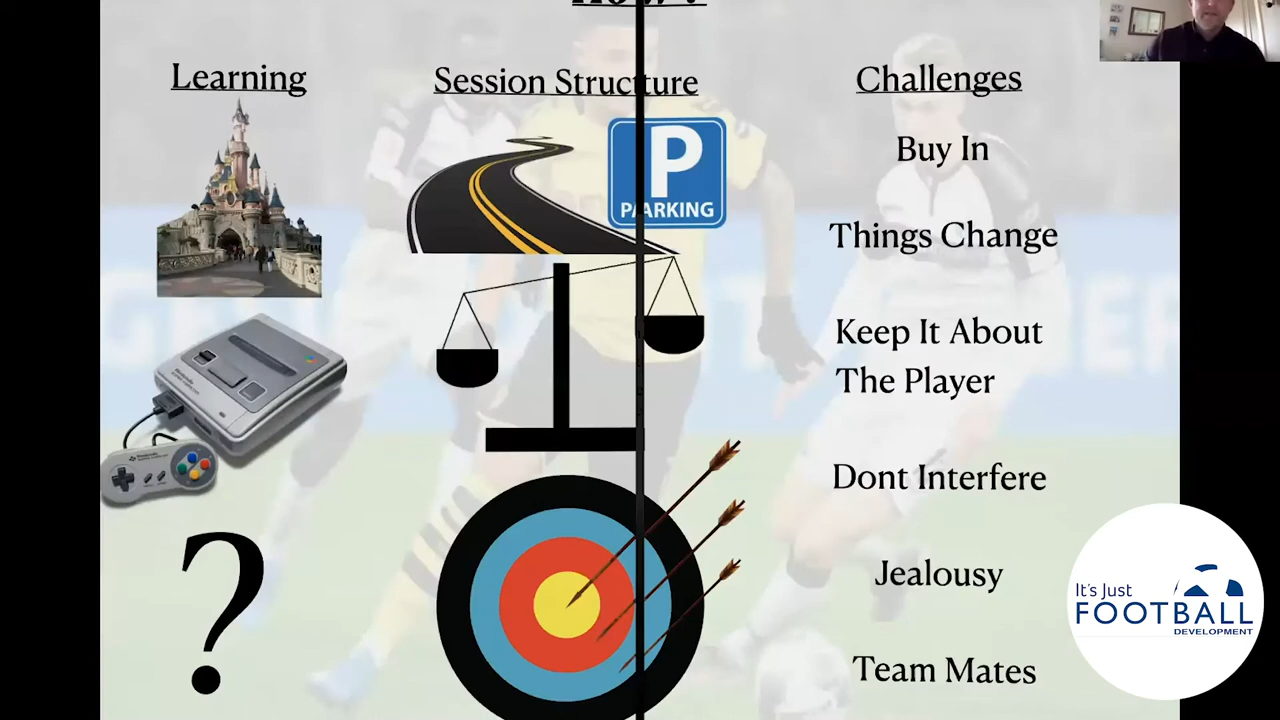 How?
Learning
Session Structure
Challenges
P
PARKING
Buy In
Things Change
Keep It About
The Player
Dont Interfere
Jealousy
Team Mates
It's Just
FOOTBALL
DEVELOPMENT